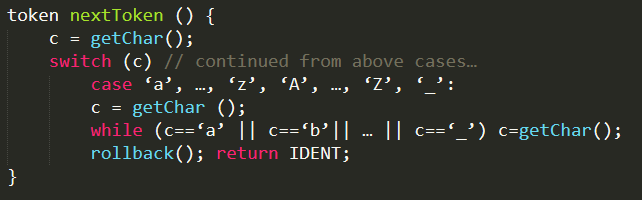 token nextToken () {
c = getChar();
switch (c) // continued from above cases…
case ‘a’, …, ‘z’, ‘A’, …, ‘Z’, ‘_’:
c = getChar ();
while (c==‘a’ || c==‘b’|| … || c==‘_’) c=getChar();
rollback(); return IDENT;
}